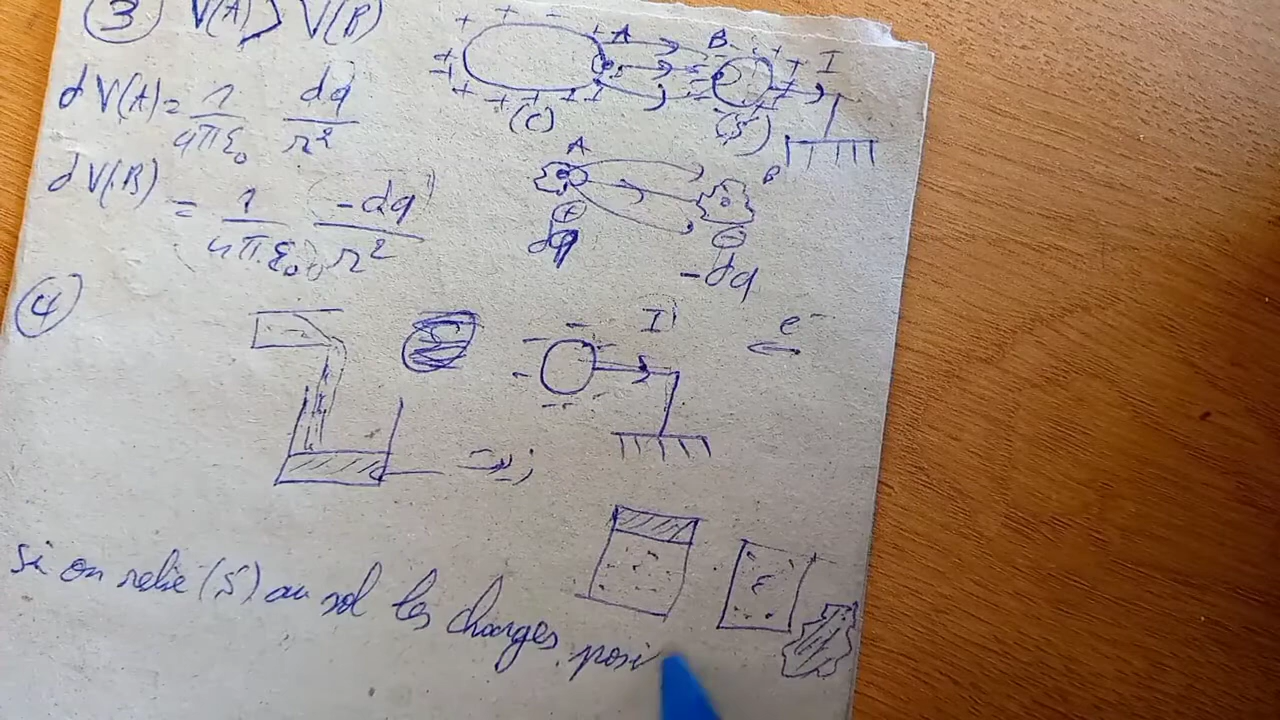 ③ V(A) > V(B)
+ + - + A B - + + I
(C) (S)
dV(A) = 1/4πε₀ dq/r²
A B
⊕ dq ⊖ -dq
dV(B) = 1/4πε₀ -dq/r²
④
I e⁻
si on relie (S) au sol les charges posi